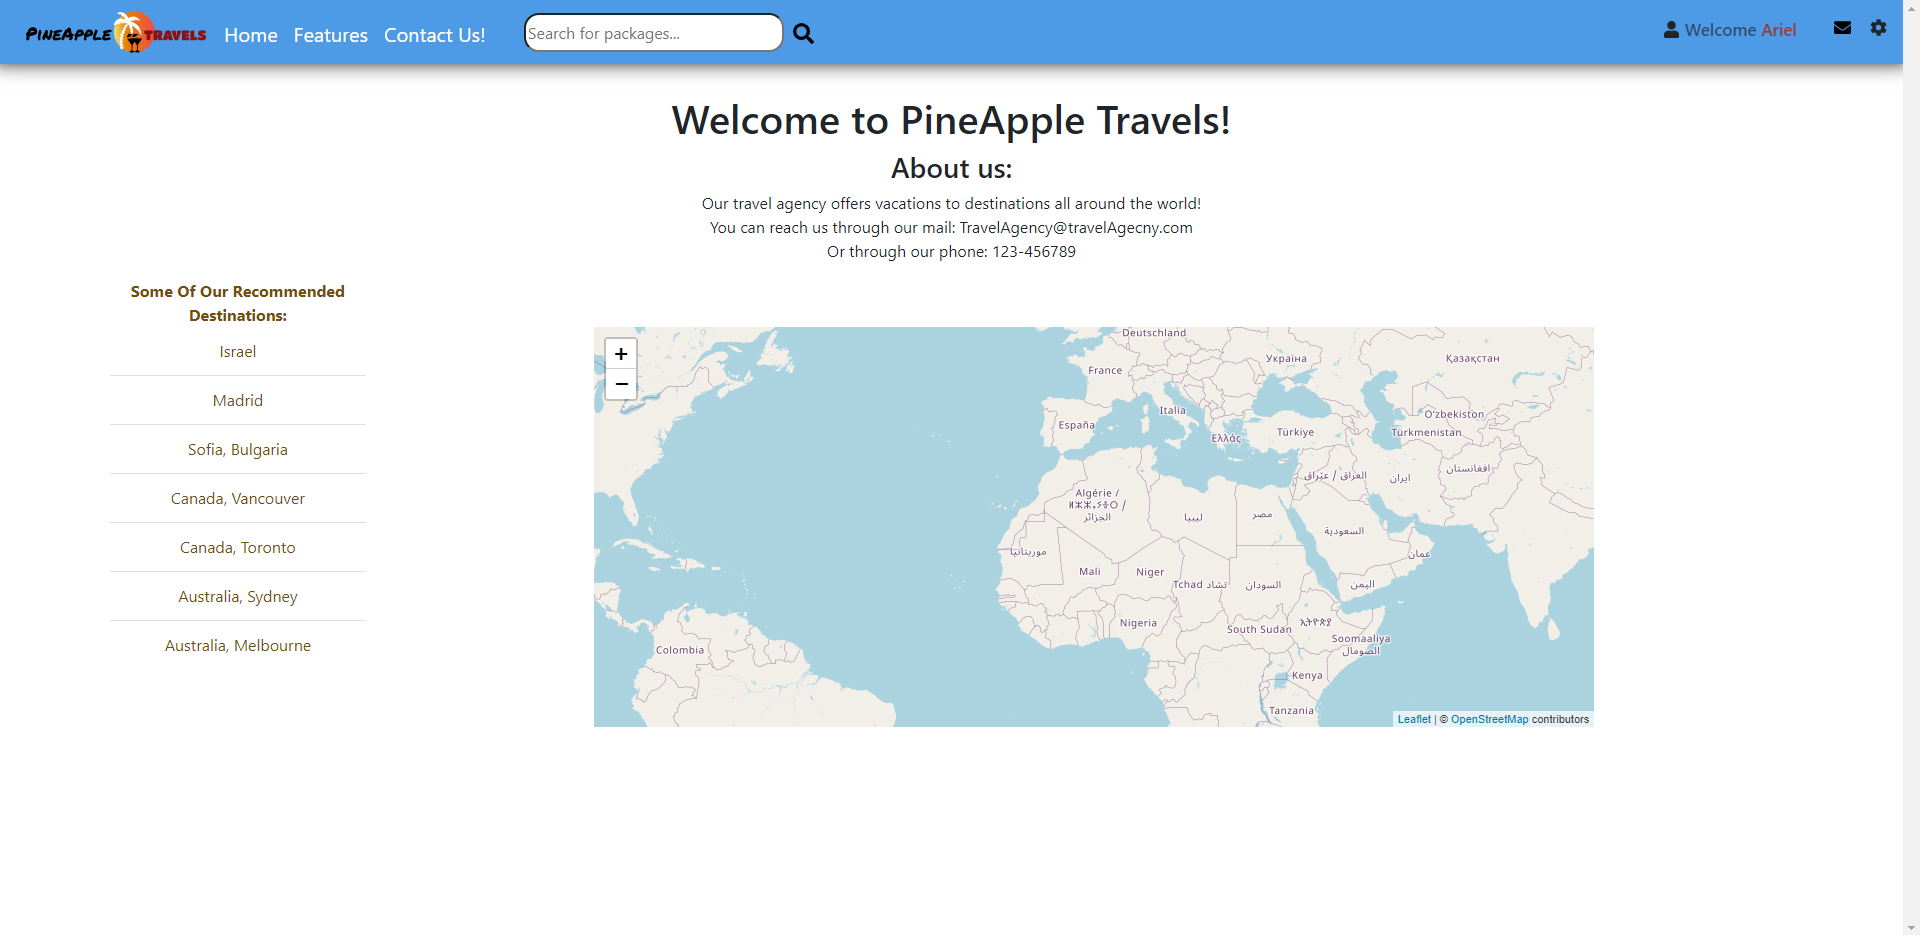 PineApple Travels
Home Features Contact Us!
Search for packages...
Welcome Ariel
Welcome to PineApple Travels!
About us:
Our travel agency offers vacations to destinations all around the world!
You can reach us through our mail: TravelAgency@travelAgecny.com
Or through our phone: 123-456789
Some Of Our Recommended
Destinations:
Israel
Madrid
Sofia, Bulgaria
Canada, Vancouver
Canada, Toronto
Australia, Sydney
Australia, Melbourne
+
−
Deutschland
Україна
Қазақстан
France
Italia
O'zbekiston
España
Ελλάς
Türkiye
Türkmenistan
افغانستان
العراق / عێراق
ایران
Algérie /
ⵍⵣⵣⴰⵢⴻⵔ /
الجزائر
ليبيا
مصر
السعودية
عمان
موريتانيا
Mali
Niger
Tchad تشاد
السودان
اليمن
Nigeria
South Sudan
ኢትዮጵያ
Soomaaliya
الصومال
Colombia
Kenya
Tanzania
Leaflet | © OpenStreetMap contributors